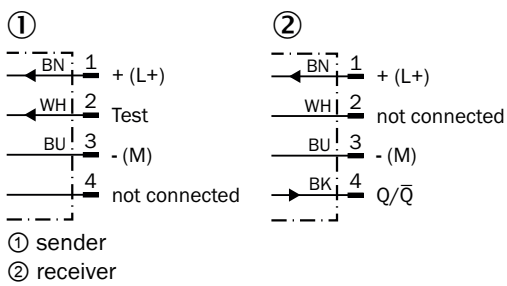 ① ②
BN 1 + (L+) BN 1 + (L+)
WH 2 Test WH 2 not connected
BU 3 - (M) BU 3 - (M)
4 not connected BK 4 Q/Q̅
① sender
② receiver